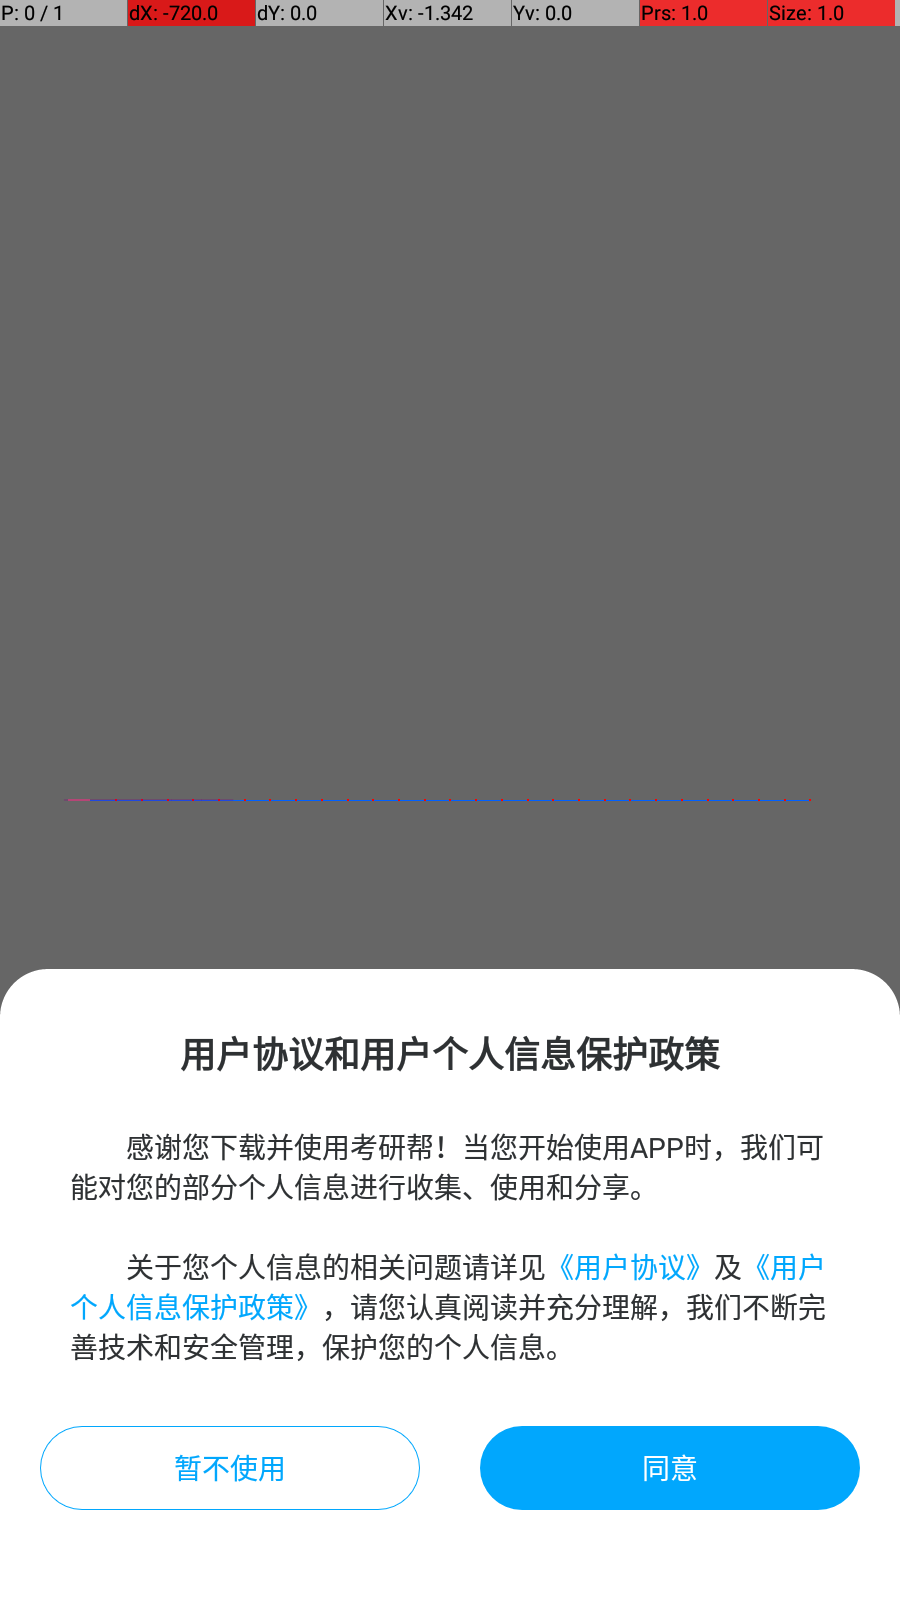 P: 0 / 1 dX: -720.0 dY: 0.0 Xv: -1.342 Yv: 0.0 Prs: 1.0 Size: 1.0
用户协议和用户个人信息保护政策
感谢您下载并使用考研帮！当您开始使用APP时，我们可
能对您的部分个人信息进行收集、使用和分享。
关于您个人信息的相关问题请详见《用户协议》及《用户
个人信息保护政策》，请您认真阅读并充分理解，我们不断完
善技术和安全管理，保护您的个人信息。
暂不使用 同意